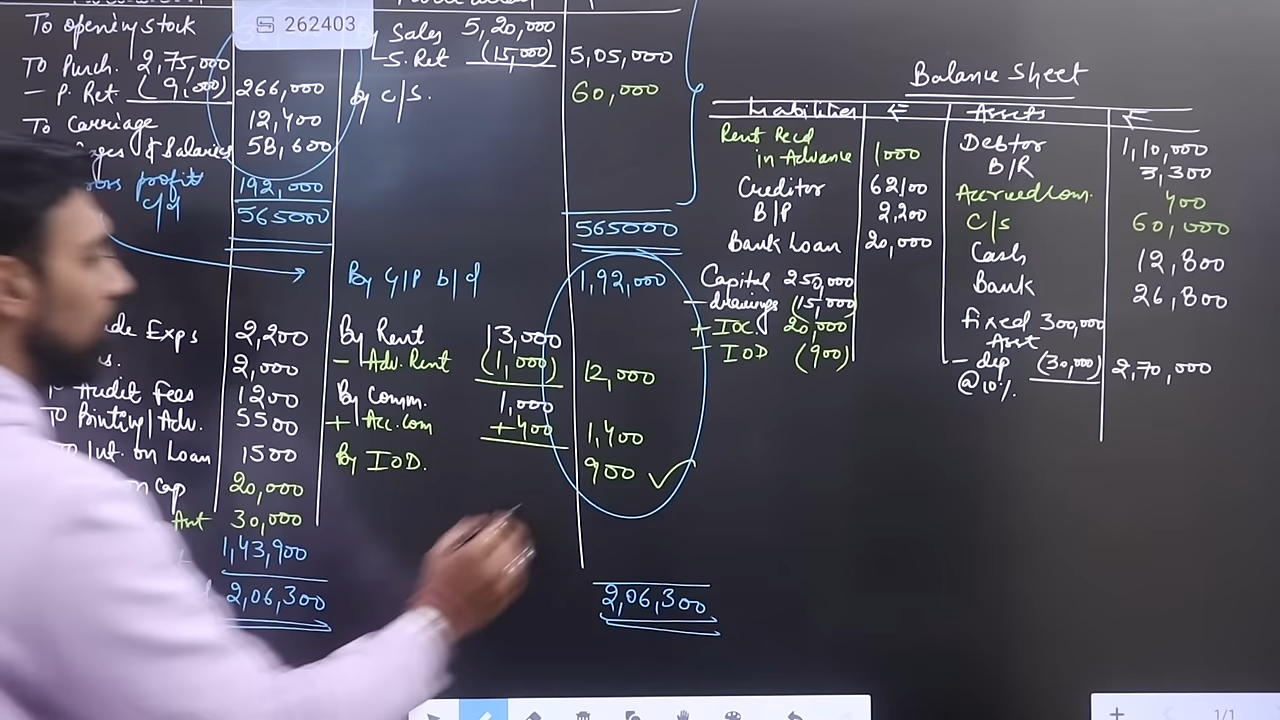 262403
To opening stock
To Purch. 2,75,000
- P. Ret (9,000) 266,000
To Carriage 12,400
& Salaries 58,600
profit 192,000
c/d
565000
Sales 5,20,000
S. Ret (15,000) 5,05,000
By C/S. 60,000
565000
By G/P b/d 1,92,000
Exps 2,200
2,000
Audit Fees 1200
To Printing/Adv. 5500
Int. on Loan 1500
on Cap 20,000
Ast 30,000
1,43,900
2,06,300
By Rent 13,000
- Adv. Rent (1,000) 12,000
By Comm. 1,000
+ Acc. Com +400 1,400
By IOD. 900 ✓
2,06,300
Balance Sheet
Liabilities ₹ Assets ₹
Rent Recd
in Advance 1000
Creditor 62100
B/P 2,200
Bank Loan 20,000
Capital 250,000
- drawings (15,000)
+ IOC 20,000
- IOD (900)
Debtor 1,10,000
B/R 3,300
Accrued Com. 400
C/S 60,000
Cash 12,800
Bank 26,800
Fixed 300,000
Asst
- dep (30,000) 2,70,000
@10%.
1/1